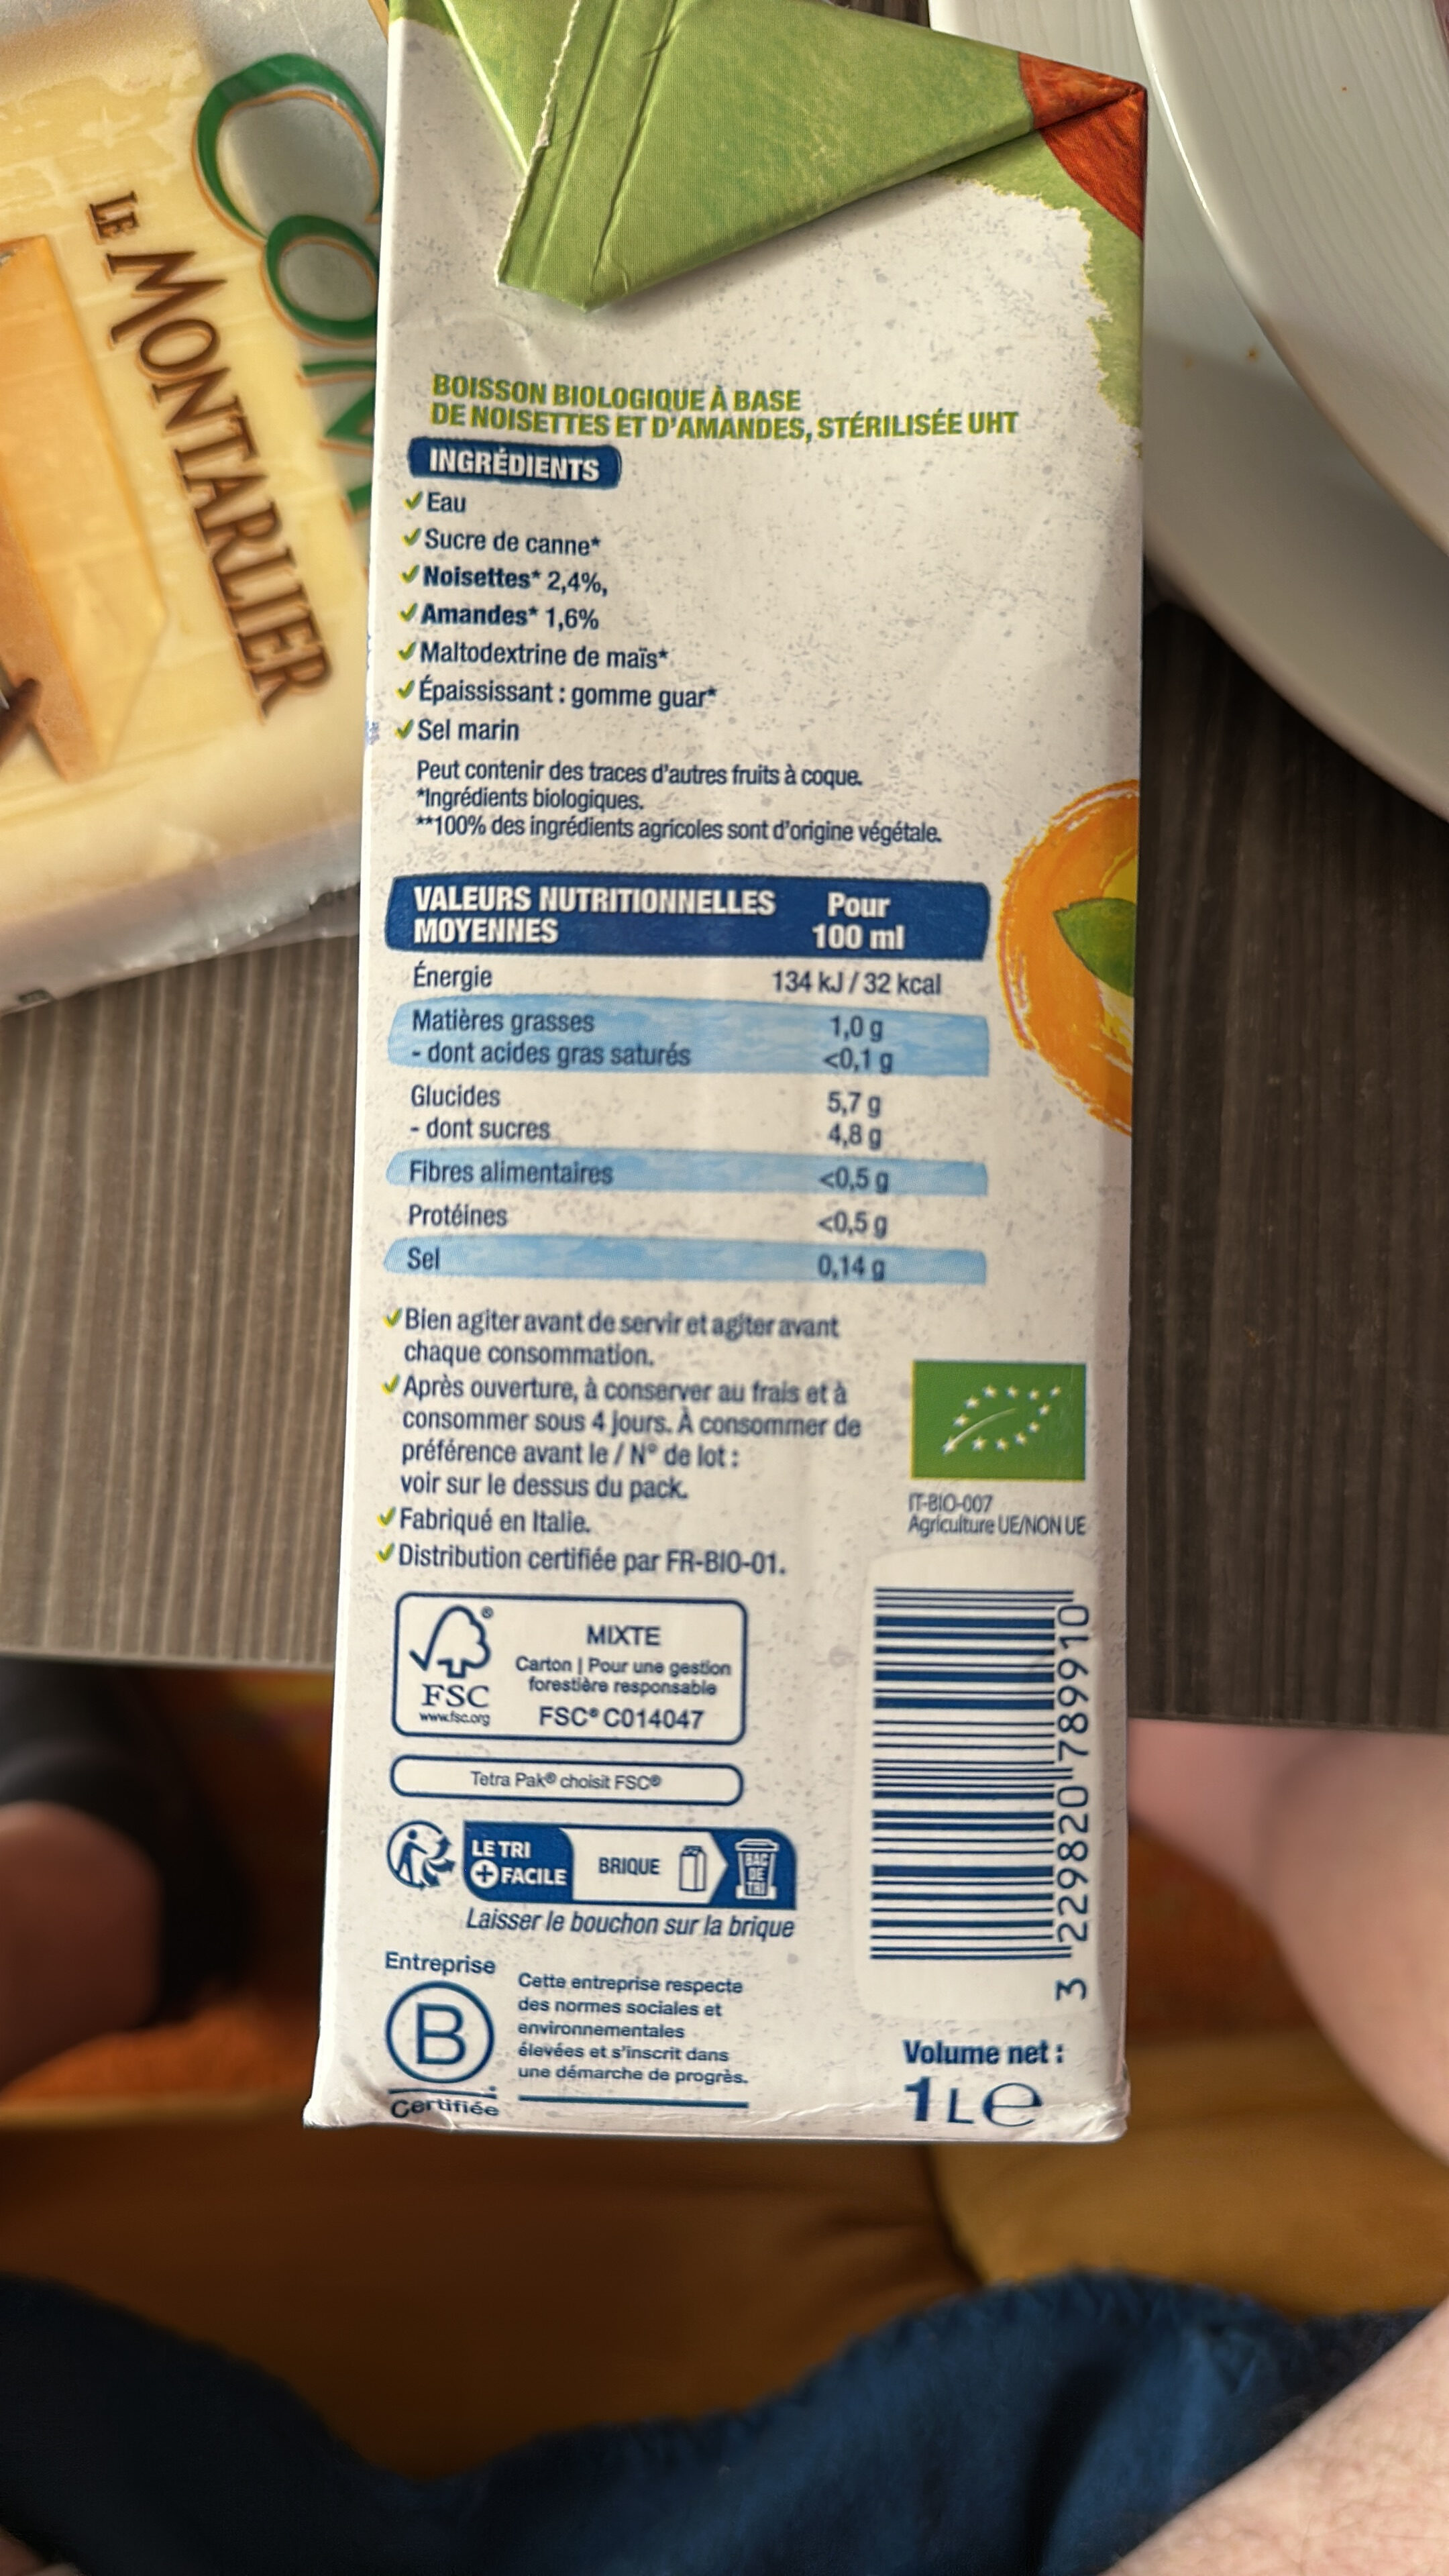 COM
LE MONTARLIER
BOISSON BIOLOGIQUE À BASE
DE NOISETTES ET D'AMANDES, STÉRILISÉE UHT
INGRÉDIENTS
Eau
Sucre de canne*
Noisettes* 2,4%,
Amandes* 1,6%
Maltodextrine de maïs*
Épaississant : gomme guar*
Sel marin
Peut contenir des traces d'autres fruits à coque.
*Ingrédients biologiques.
**100% des ingrédients agricoles sont d'origine végétale.
VALEURS NUTRITIONNELLES Pour
MOYENNES 100 ml
Énergie 134 kJ / 32 kcal
Matières grasses 1,0 g
- dont acides gras saturés <0,1 g
Glucides 5,7 g
- dont sucres 4,8 g
Fibres alimentaires <0,5 g
Protéines <0,5 g
Sel 0,14 g
Bien agiter avant de servir et agiter avant
chaque consommation.
Après ouverture, à conserver au frais et à
consommer sous 4 jours. À consommer de
préférence avant le / N° de lot :
voir sur le dessus du pack.
Fabriqué en Italie.
Distribution certifiée par FR-BIO-01.
IT-BIO-007
Agriculture UE/NON UE
FSC
www.fsc.org
MIXTE
Carton | Pour une gestion
forestière responsable
FSC® C014047
Tetra Pak® choisit FSC®
LE TRI
+ FACILE
BRIQUE
BAC
DE
TRI
Laisser le bouchon sur la brique
Entreprise
B
Certifiée
Cette entreprise respecte
des normes sociales et
environnementales
élevées et s'inscrit dans
une démarche de progrès.
3 229820 789910
Volume net :
1 L e